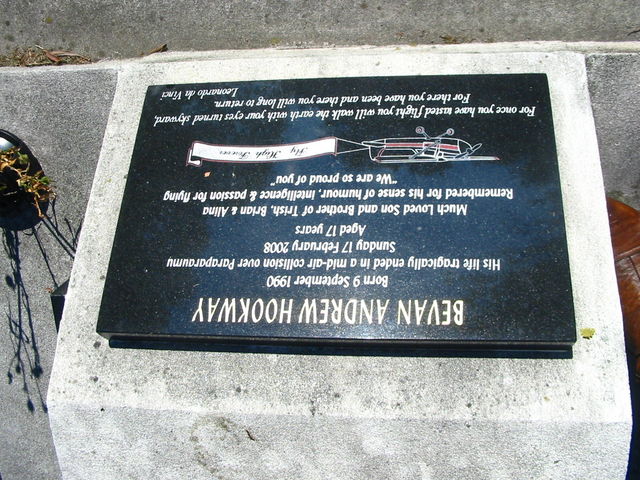 BEVAN ANDREW HOOKWAY
Born 9 September 1990
His life tragically ended in a mid-air collision over Paraparaumu
Sunday 17 February 2008
Aged 17 years
Much Loved Son and Brother of Trish, Brian & Alina
Remembered for his sense of humour, intelligence & passion for flying
"We are so proud of you"
Fly High Forever
For once you have tasted flight you will walk the earth with your eyes turned skyward,
For there you have been and there you will long to return.
Leonardo da Vinci